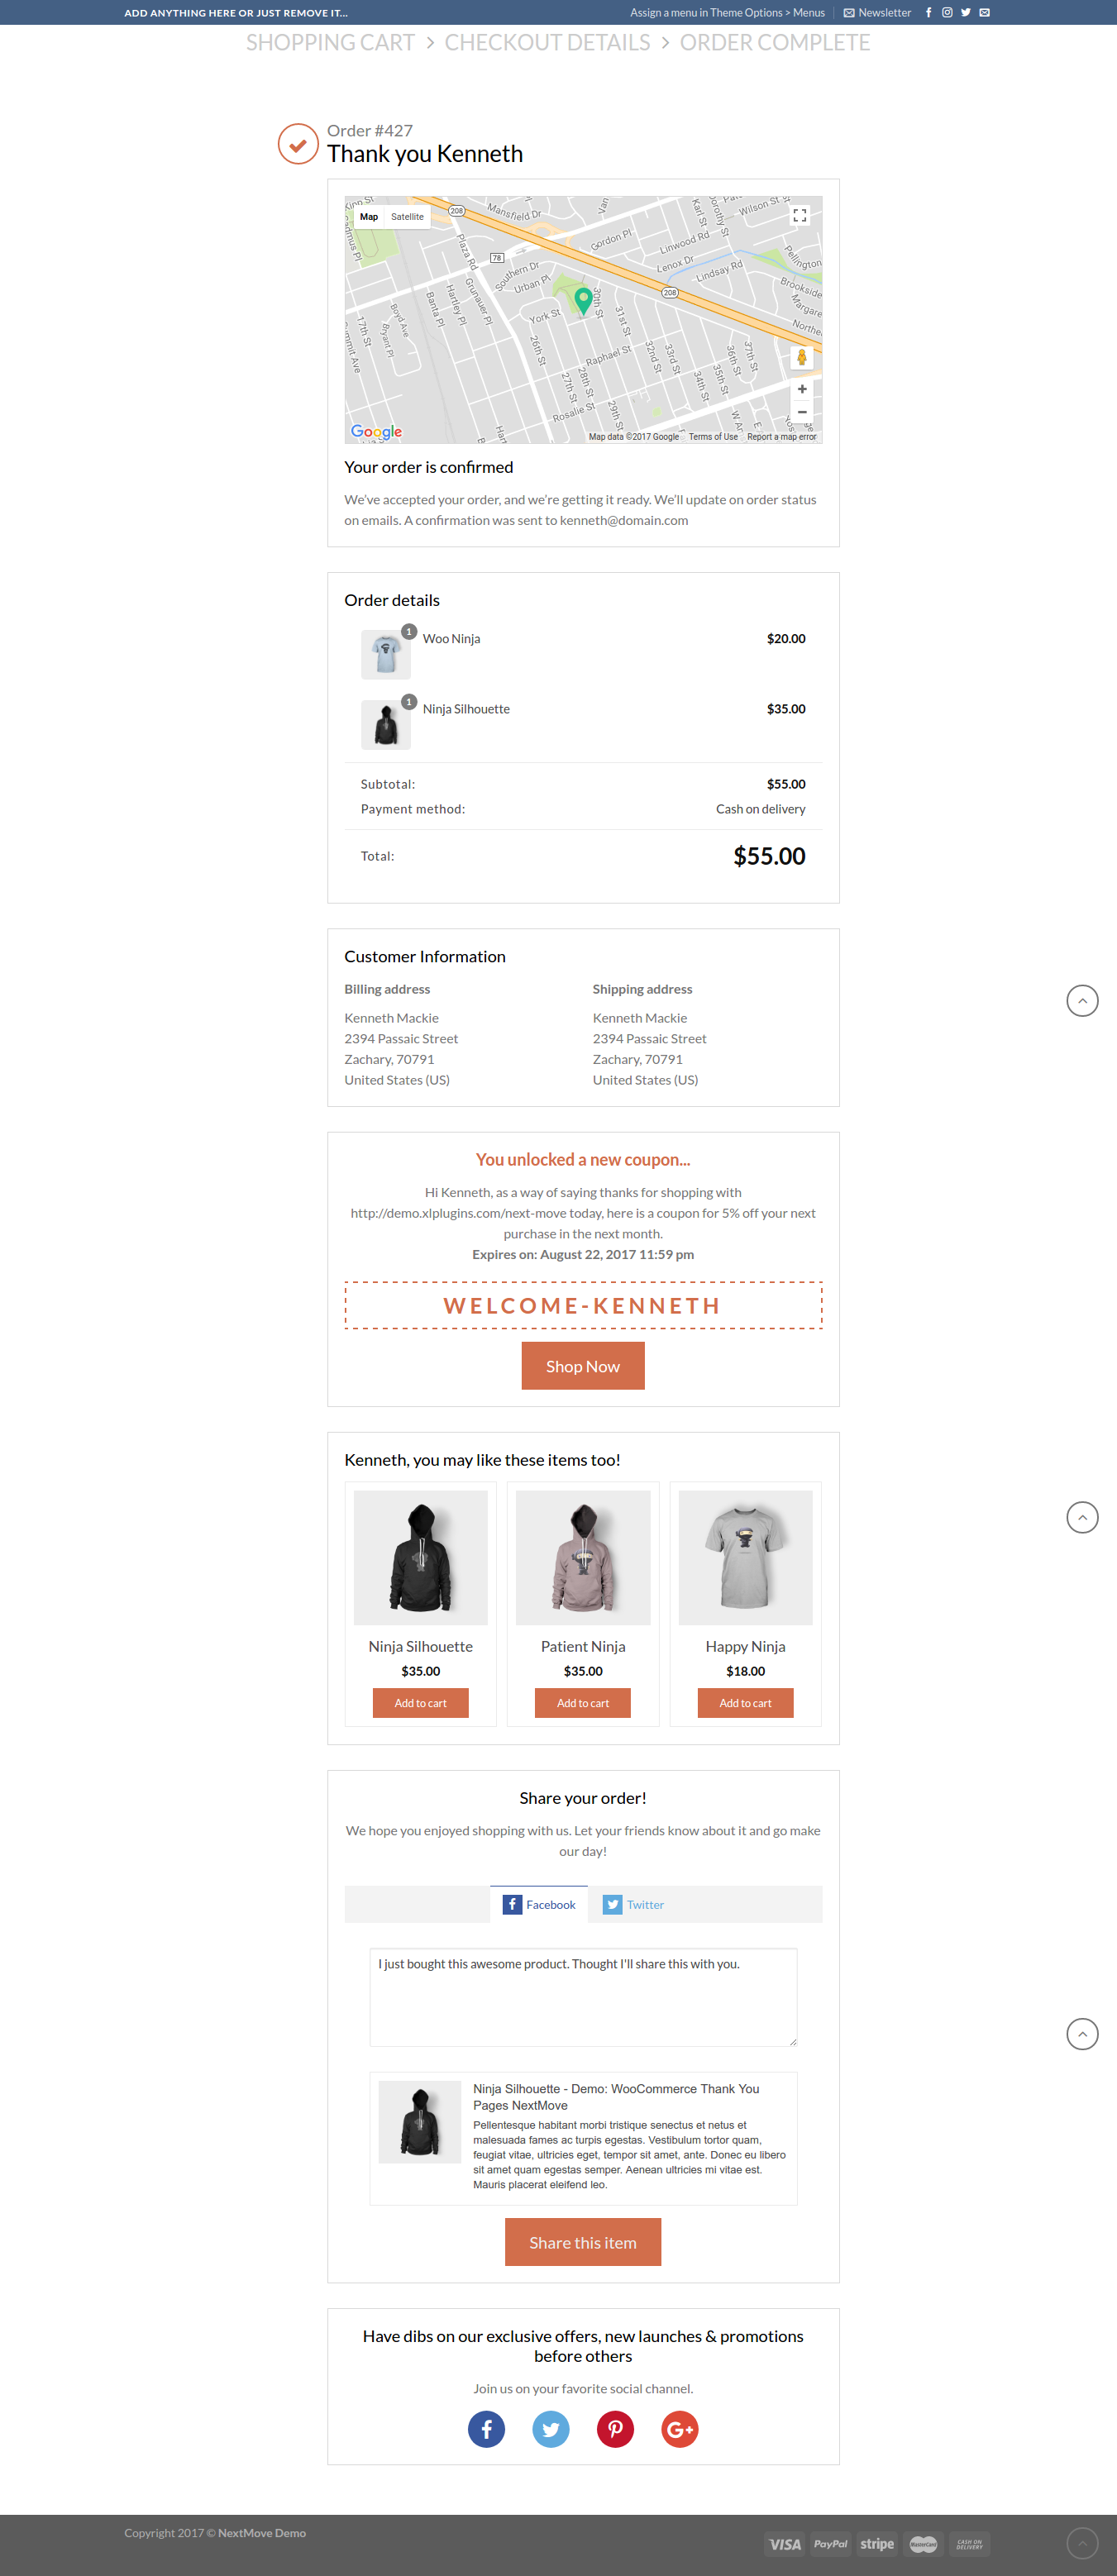 ADD ANYTHING HERE OR JUST REMOVE IT...
Assign a menu in Theme Options > Menus
Newsletter
SHOPPING CART > CHECKOUT DETAILS > ORDER COMPLETE
Order #427
Thank you Kenneth
Map Satellite
208
Mansfield Dr
Wilson St
Plaza Rd
78
Southern Dr
Urban Pl
Gordon Pl
Linwood Rd
Lenox Dr
Lindsay Rd
Karl St
208
York St
30th St
31st St
Banta Pl
Hartley Pl
Grunauer Pl
Boyd Ave
Bryant Pl
17th St
26th St
Raphael St
32nd St
33rd St
34th St
35th St
36th St
37th St
27th St
28th St
29th St
Rosalie St
Google
Map data ©2017 Google Terms of Use Report a map error
Your order is confirmed
We've accepted your order, and we're getting it ready. We'll update on order status
on emails. A confirmation was sent to kenneth@domain.com
Order details
1
Woo Ninja $20.00
1
Ninja Silhouette $35.00
Subtotal: $55.00
Payment method: Cash on delivery
Total: $55.00
Customer Information
Billing address Shipping address
Kenneth Mackie Kenneth Mackie
2394 Passaic Street 2394 Passaic Street
Zachary, 70791 Zachary, 70791
United States (US) United States (US)
You unlocked a new coupon...
Hi Kenneth, as a way of saying thanks for shopping with
http://demo.xlplugins.com/next-move today, here is a coupon for 5% off your next
purchase in the next month.
Expires on: August 22, 2017 11:59 pm
WELCOME-KENNETH
Shop Now
Kenneth, you may like these items too!
Ninja Silhouette Patient Ninja Happy Ninja
$35.00 $35.00 $18.00
Add to cart Add to cart Add to cart
Share your order!
We hope you enjoyed shopping with us. Let your friends know about it and go make
our day!
Facebook Twitter
I just bought this awesome product. Thought I'll share this with you.
Ninja Silhouette - Demo: WooCommerce Thank You
Pages NextMove
Pellentesque habitant morbi tristique senectus et netus et
malesuada fames ac turpis egestas. Vestibulum tortor quam,
feugiat vitae, ultricies eget, tempor sit amet, ante. Donec eu libero
sit amet quam egestas semper. Aenean ultricies mi vitae est.
Mauris placerat eleifend leo.
Share this item
Have dibs on our exclusive offers, new launches & promotions
before others
Join us on your favorite social channel.
Copyright 2017 © NextMove Demo
VISA PayPal stripe MasterCard CASH ON DELIVERY